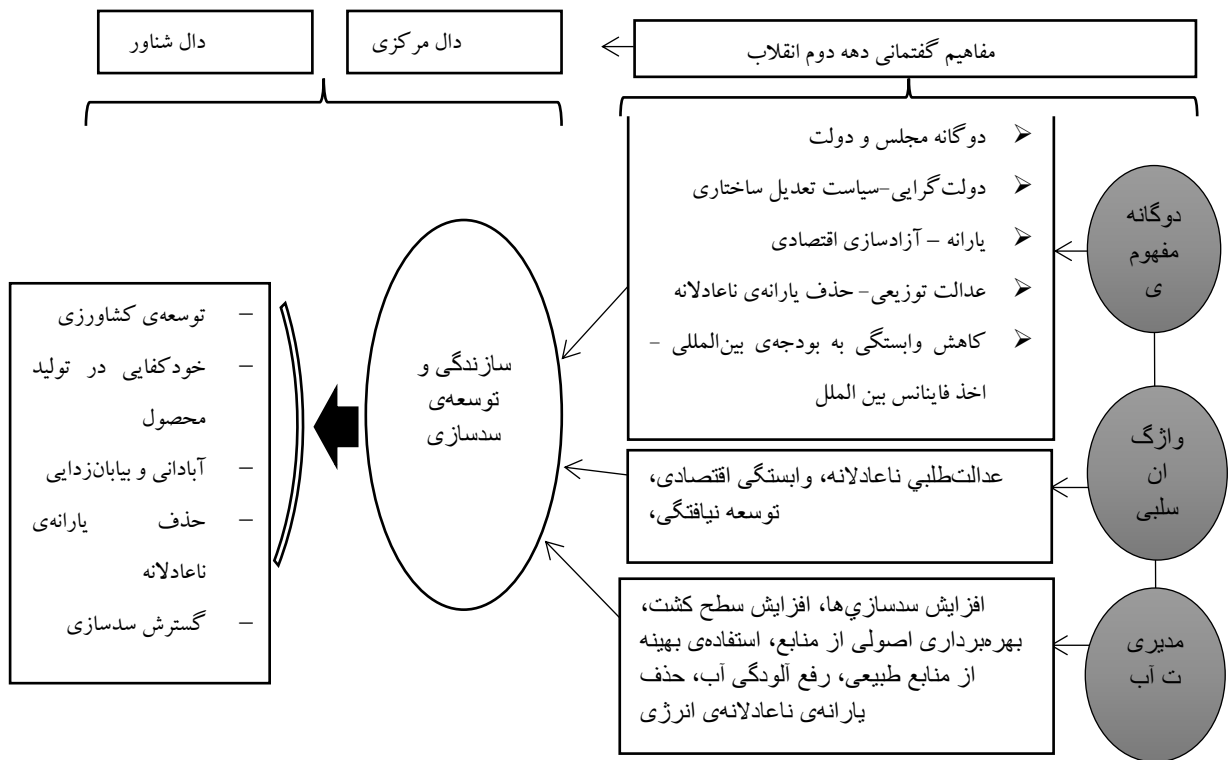 مفاهیم گفتمانی دهه دوم انقلاب
دال مرکزی
دال شناور
دوگانه
مفهوم
ی
دوگانه مجلس و دولت
دولت‌گرایی-سیاست تعدیل ساختاری
یارانه – آزادسازی اقتصادی
عدالت توزیعی- حذف یارانه‌ی ناعادلانه
کاهش وابستگی به بودجه‌ی بین‌المللی -
اخذ فاینانس بین الملل
واژگ
ان
سلبی
عدالت‌طلبي ناعادلانه، وابستگی اقتصادی،
توسعه نیافتگی،
مدیری
ت آب
افزایش سدسازي‌ها، افزایش سطح کشت،
بهره‌برداری اصولی از منابع، استفاده‌ی بهینه
از منابع طبیعی، رفع آلودگی آب، حذف
یارانه‌ی ناعادلانه‌ی انرژی
سازندگی و
توسعه‌ی
سدسازی
– توسعه‌ی کشاورزی
– خودکفایی در تولید
محصول
– آبادانی و بیابان‌زدایی
– حذف یارانه‌ی
ناعادلانه
– گسترش سدسازی